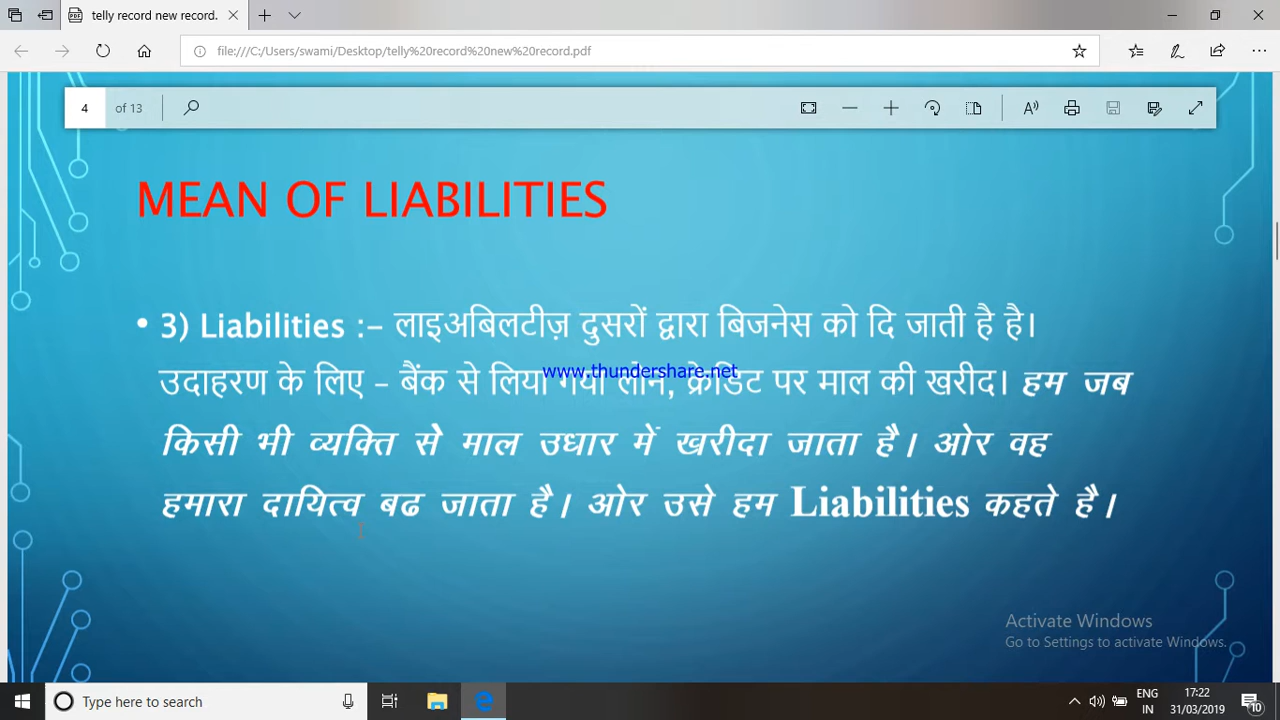 telly record new record.
file:///C:/Users/swami/Desktop/telly%20record%20new%20record.pdf
4 of 13
MEAN OF LIABILITIES
• 3) Liabilities :- लाइअबिलटीज़ दुसरों द्वारा बिजनेस को दि जाती है है।
www.thundershare.net
उदाहरण के लिए – बैंक से लिया गया लोन, क्रेडिट पर माल की खरीद। हम जब
किसी भी व्यक्ति से माल उधार में खरीदा जाता है। ओर वह
हमारा दायित्व बढ जाता है। ओर उसे हम Liabilities कहते है।
Activate Windows
Go to Settings to activate Windows.
Type here to search
ENG 17:22
IN 31/03/2019
10